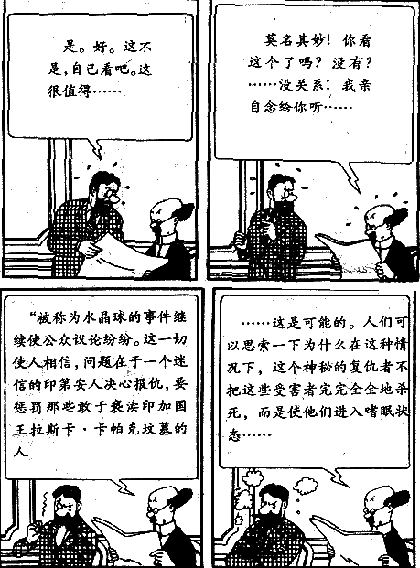 是。好。这不
是,自己看吧。这
很值得……
莫名其妙!你看
这个了吗?没有?
……没关系!我亲
自念给你听……
“被称为水晶球的事件继
续使公众议论纷纷。这一切
使人相信,问题在于一个迷
信的印第安人决心报仇,要
惩罚那些敢于亵渎印加国
王拉斯卡·卡帕克坟墓的
人
……这是可能的。人们可
以思索一下为什么在这种情
况下,这个神秘的复仇者不
把这些受害者完完全全地杀
死,而是使他们进入嗜眠状
态……